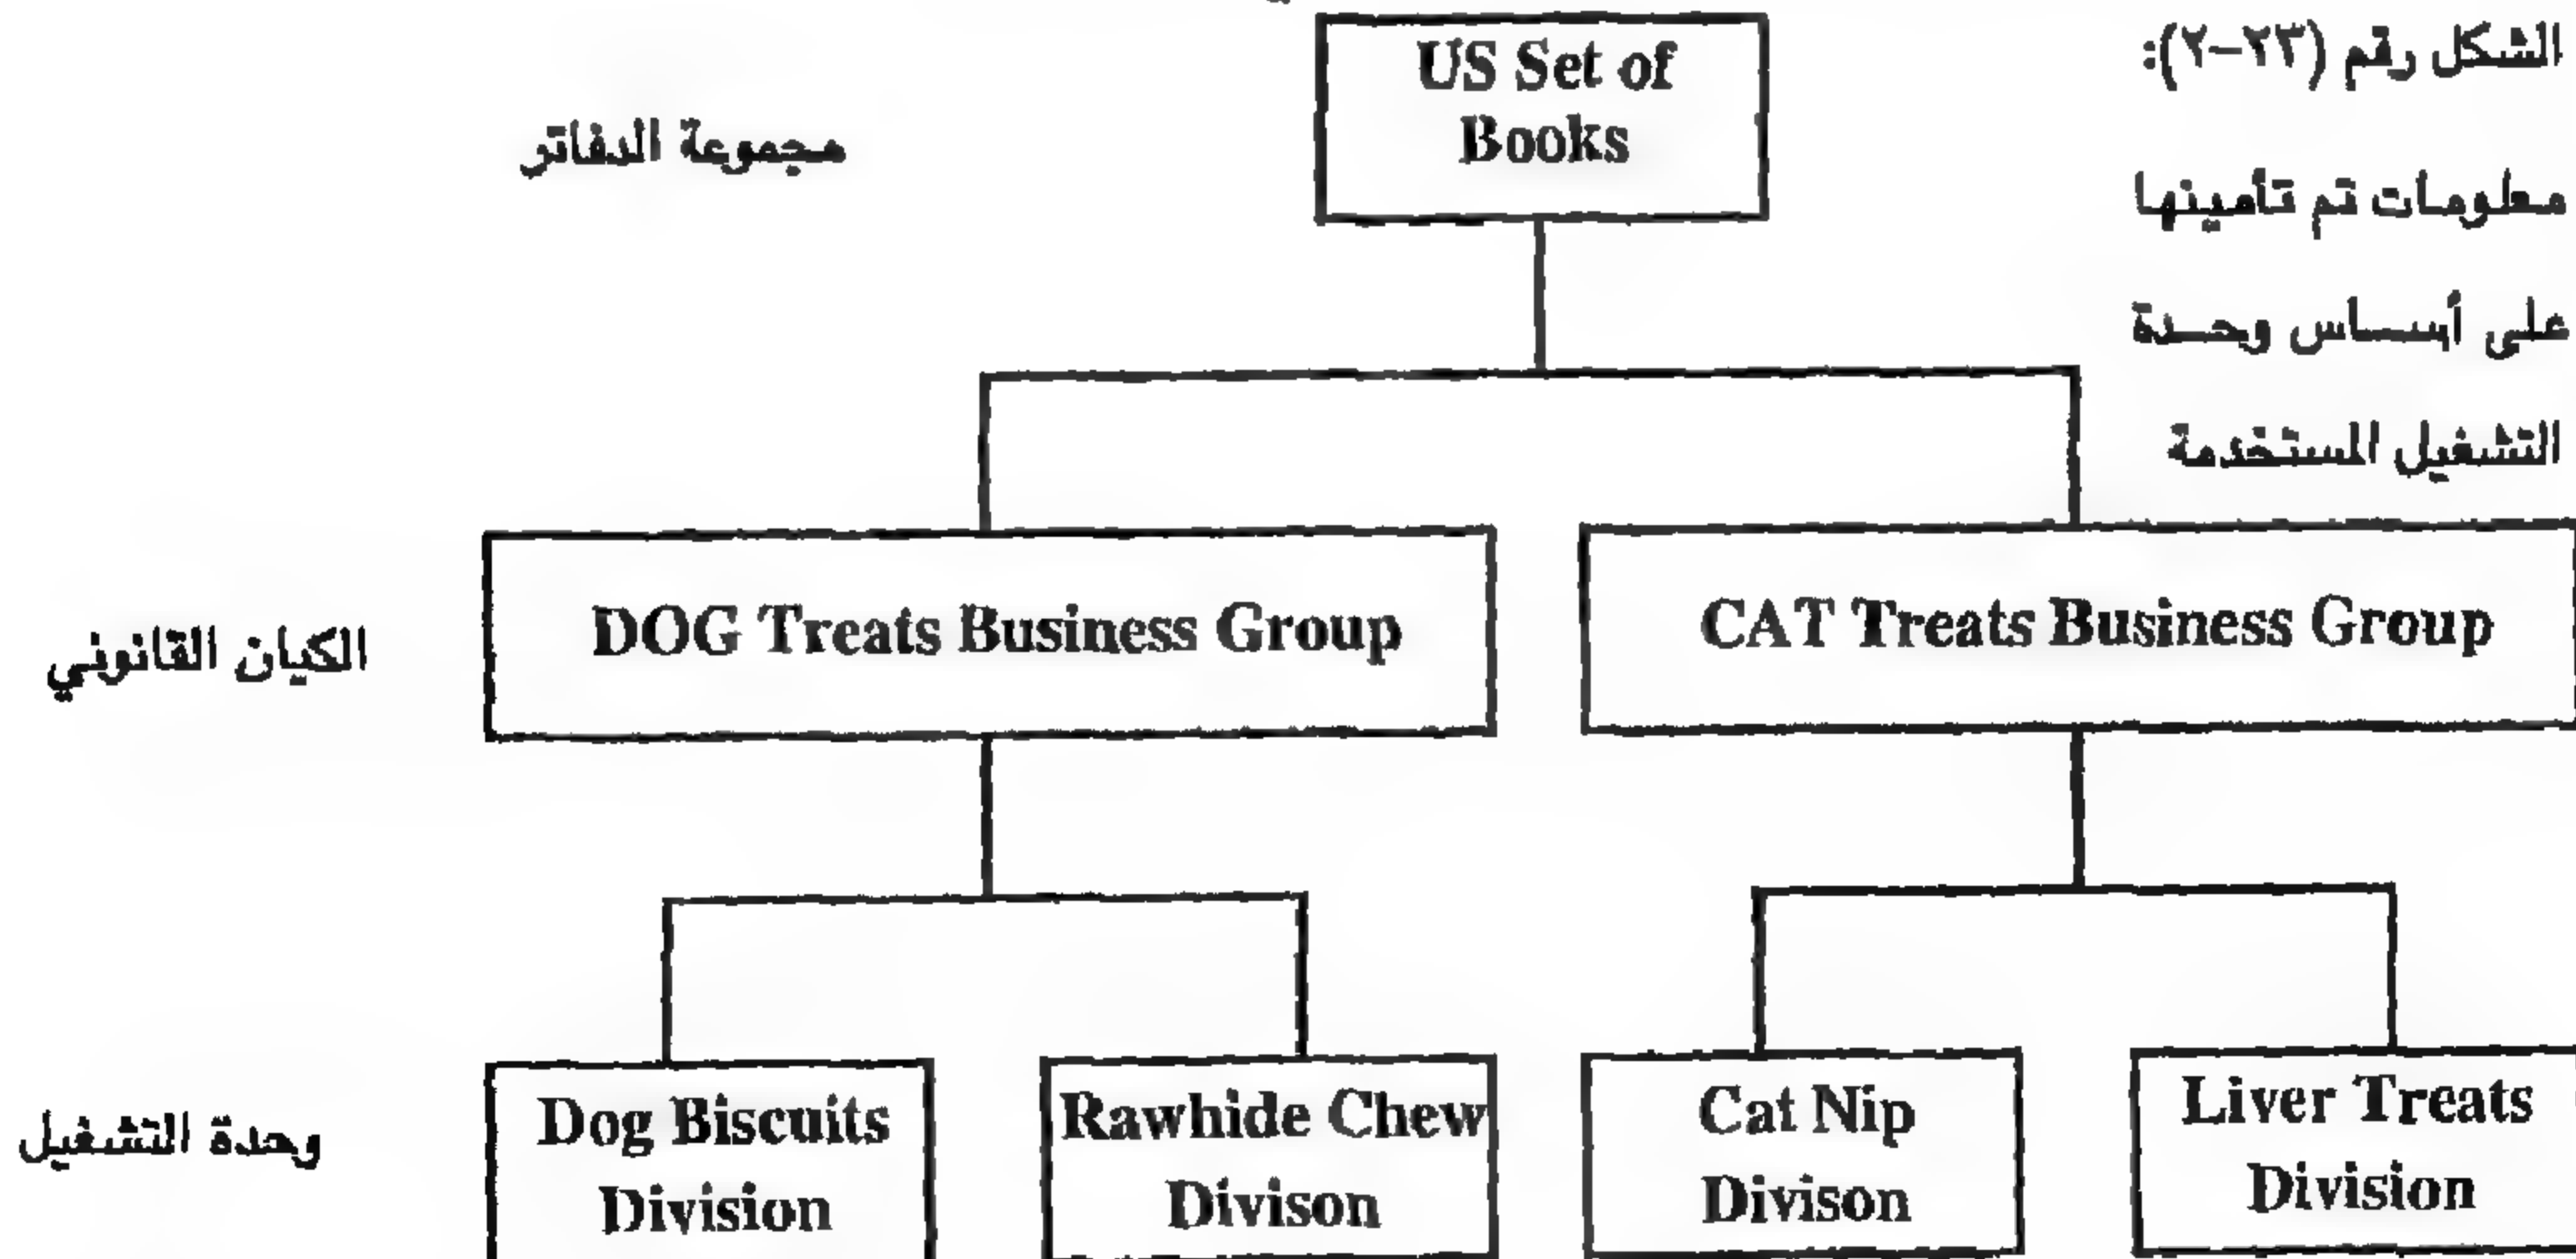 الشكل رقم (٢٣–٢):
معلومات تم تأمينها
على أساس وحدة
التشغيل المستخدمة
US Set of
Books
مجموعة الدفاتر
DOG Treats Business Group
CAT Treats Business Group
الكيان القانوني
Dog Biscuits
Division
Rawhide Chew
Divison
Cat Nip
Divison
Liver Treats
Division
وحدة التشغيل